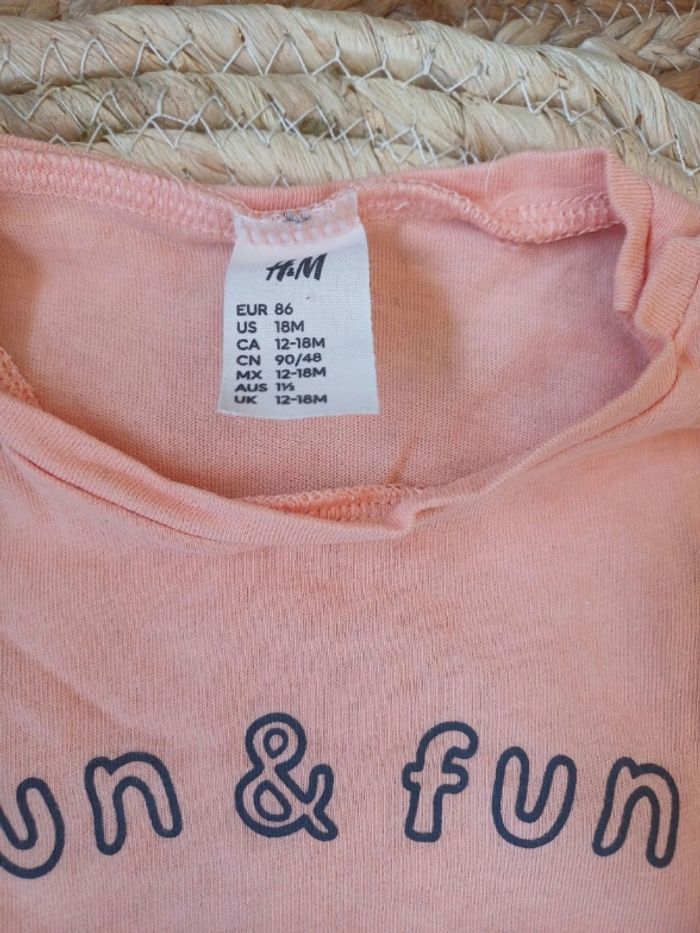 H&M
EUR 86
US 18M
CA 12-18M
CN 90/48
MX 12-18M
AUS 1½
UK 12-18M
un & fun